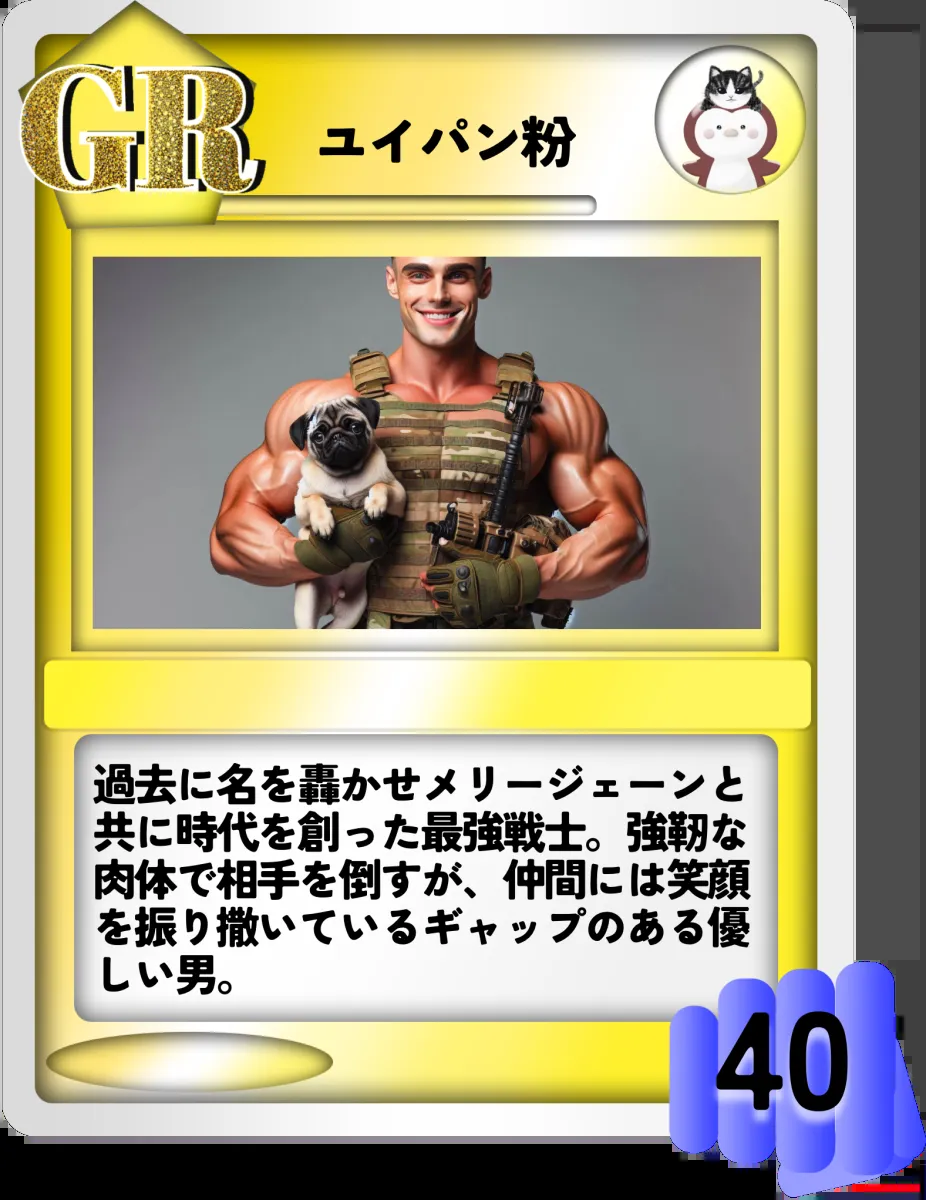 GR
ユイパン粉
過去に名を轟かせメリージェーンと
共に時代を創った最強戦士。強靭な
肉体で相手を倒すが、仲間には笑顔
を振り撒いているギャップのある優
しい男。
40